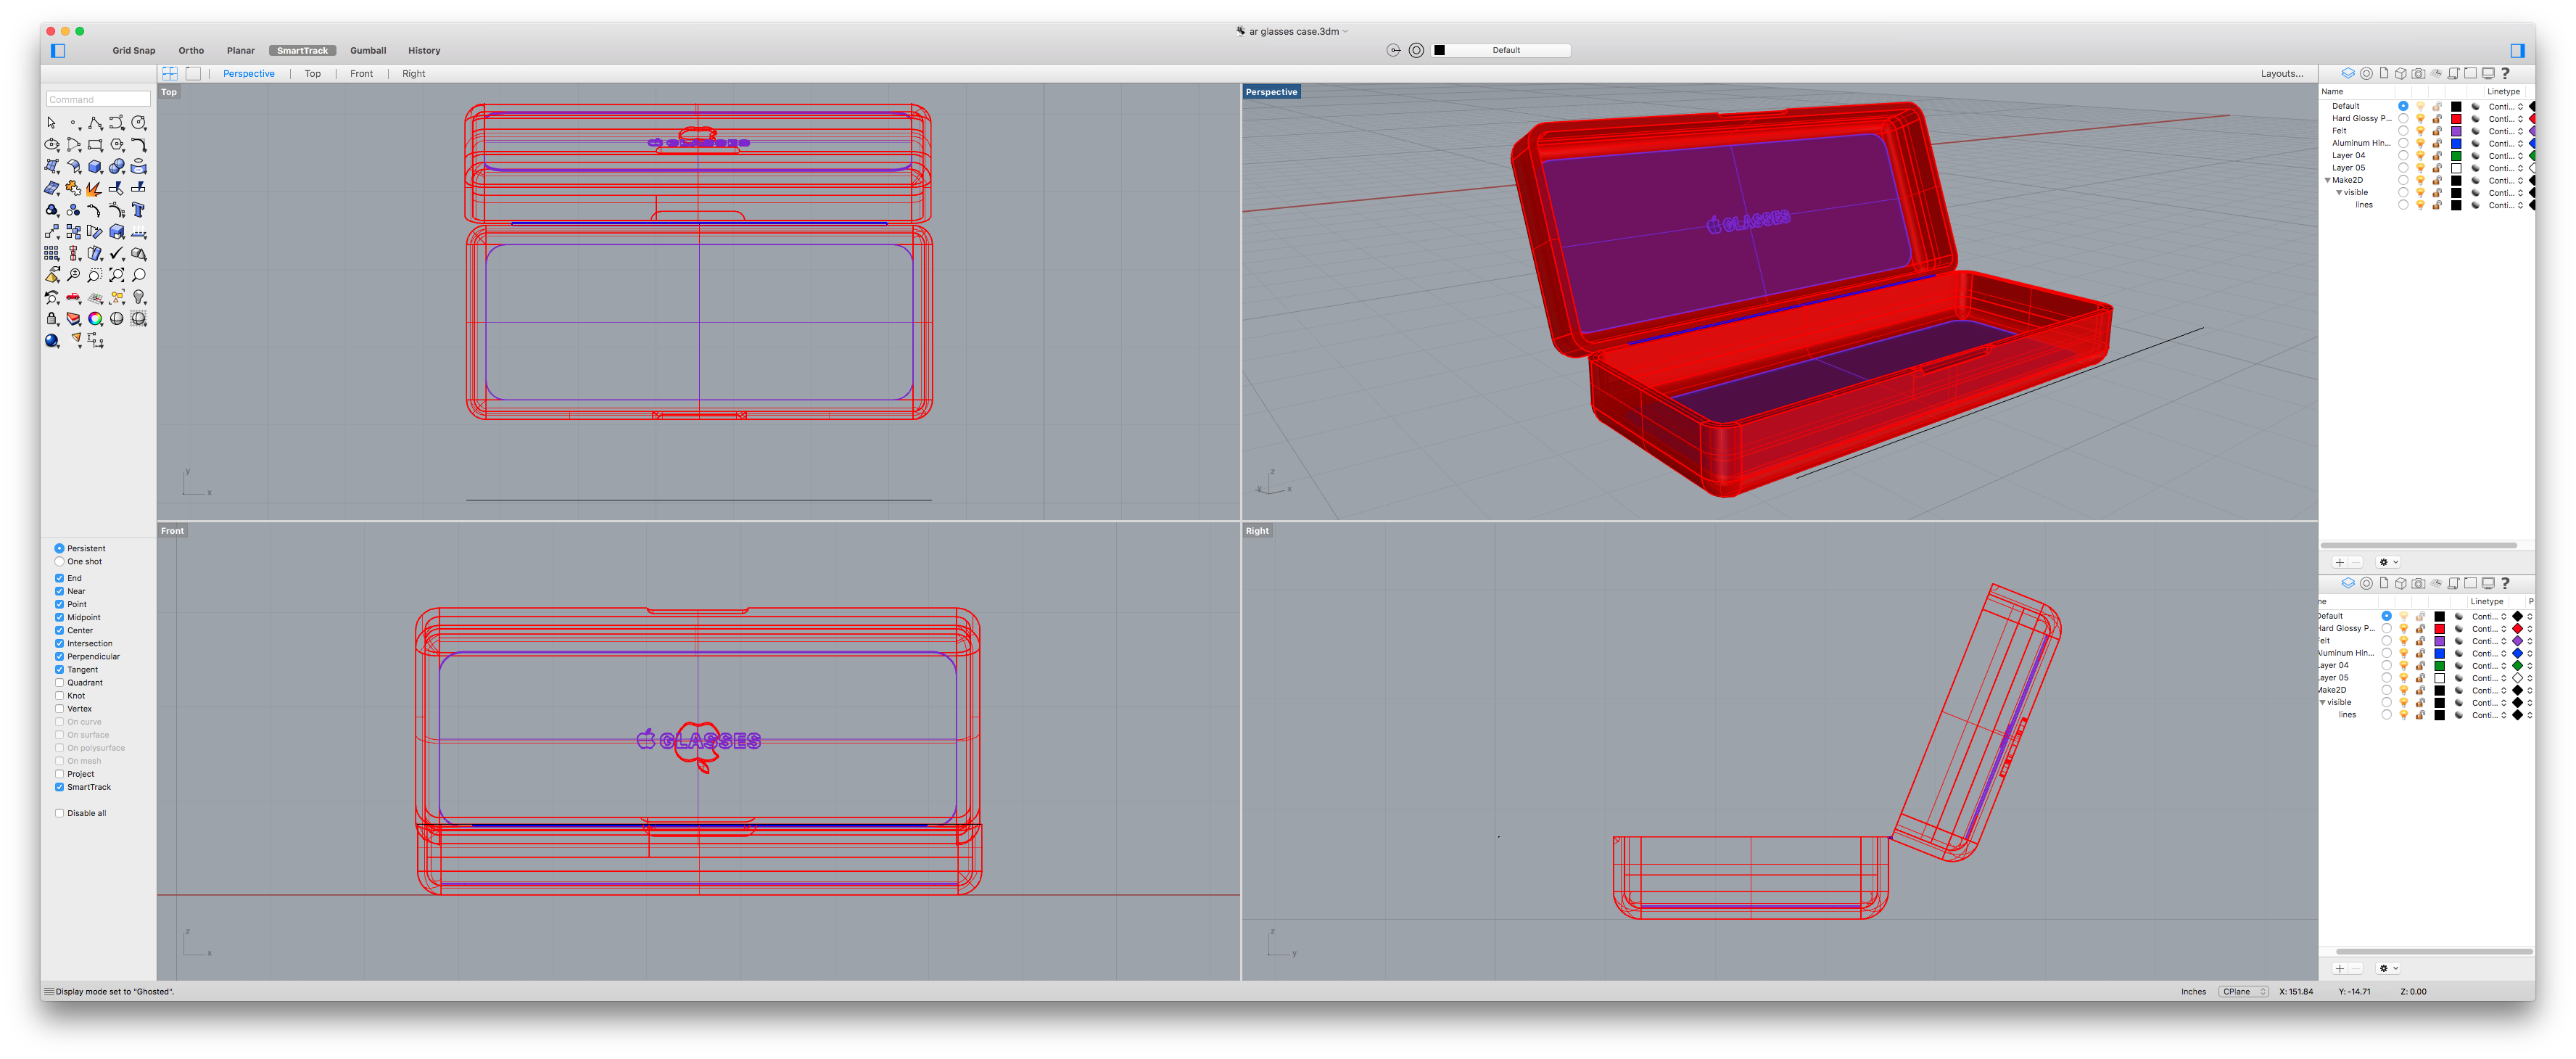 ar glasses case.3dm
Grid Snap Ortho Planar SmartTrack Gumball History
Default
Perspective Top Front Right
Layouts...
Command
Top
GLASSES
y
x
Perspective
GLASSES
z
y
x
Front
GLASSES
z
x
Right
z
y
Persistent
One shot
End
Near
Point
Midpoint
Center
Intersection
Perpendicular
Tangent
Quadrant
Knot
Vertex
On curve
On surface
On polysurface
On mesh
Project
SmartTrack
Disable all
Name Linetype
Default Conti...
Hard Glossy P... Conti...
Felt Conti...
Aluminum Hin... Conti...
Layer 04 Conti...
Layer 05 Conti...
Make2D Conti...
visible Conti...
lines Conti...
me Linetype P
Default Conti...
Hard Glossy P... Conti...
Felt Conti...
Aluminum Hin... Conti...
Layer 04 Conti...
Layer 05 Conti...
Make2D Conti...
visible Conti...
lines Conti...
Display mode set to "Ghosted".
Inches CPlane X: 151.84 Y: -14.71 Z: 0.00